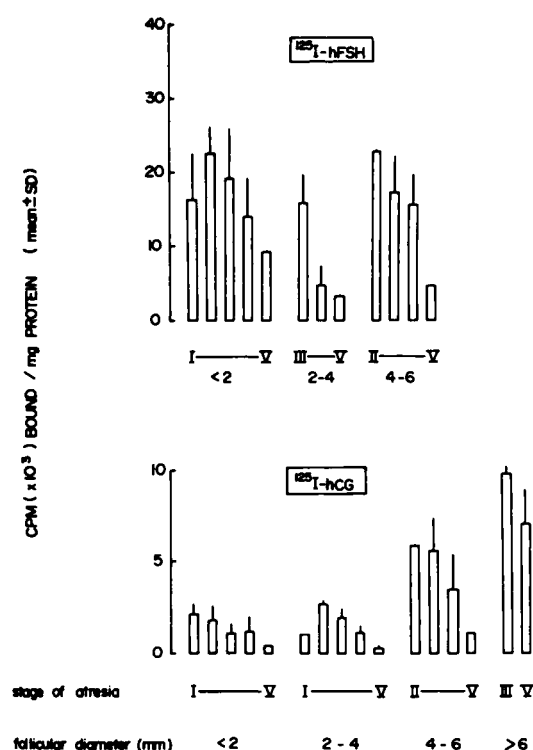 CPM (x10³) BOUND / mg PROTEIN (mean±SD)
¹²⁵I-hFSH
40
30
20
10
0
I V III V II V
<2 2-4 4-6
¹²⁵I-hCG
10
5
0
stage of atresia I V I V II V III V
follicular diameter (mm) <2 2-4 4-6 >6